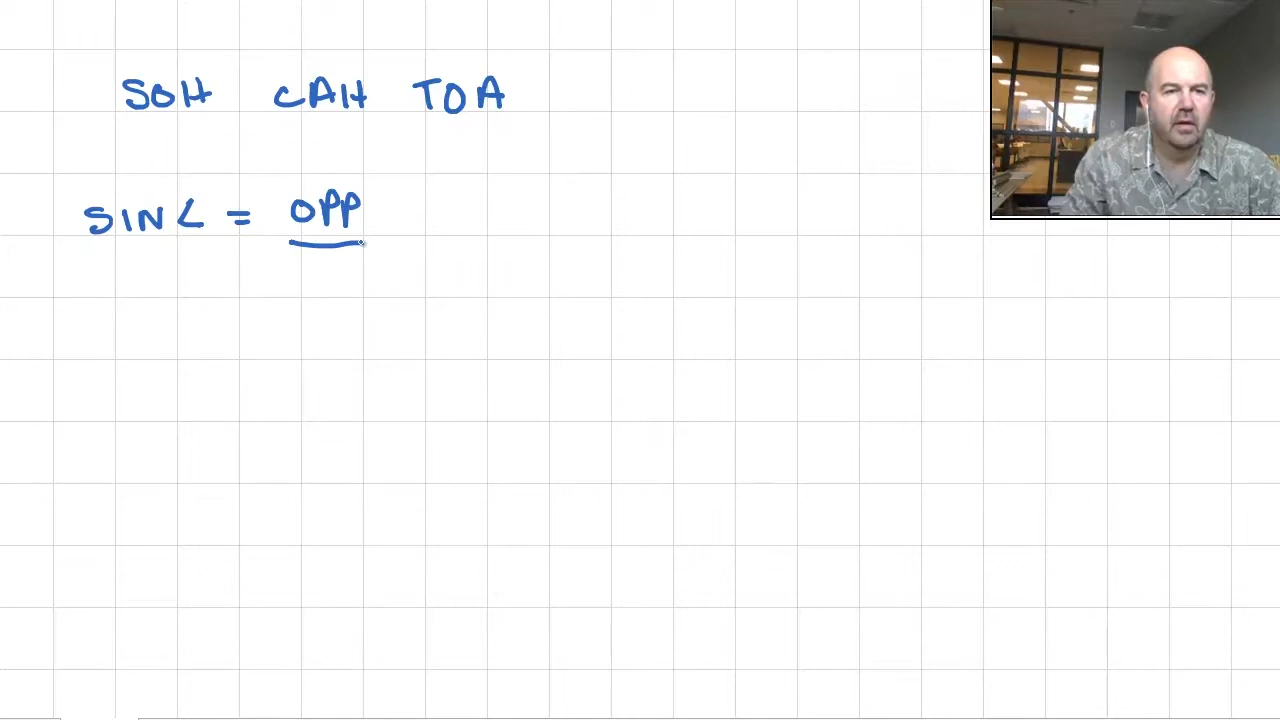 SOH CAH TOA
SIN∠ = OPP